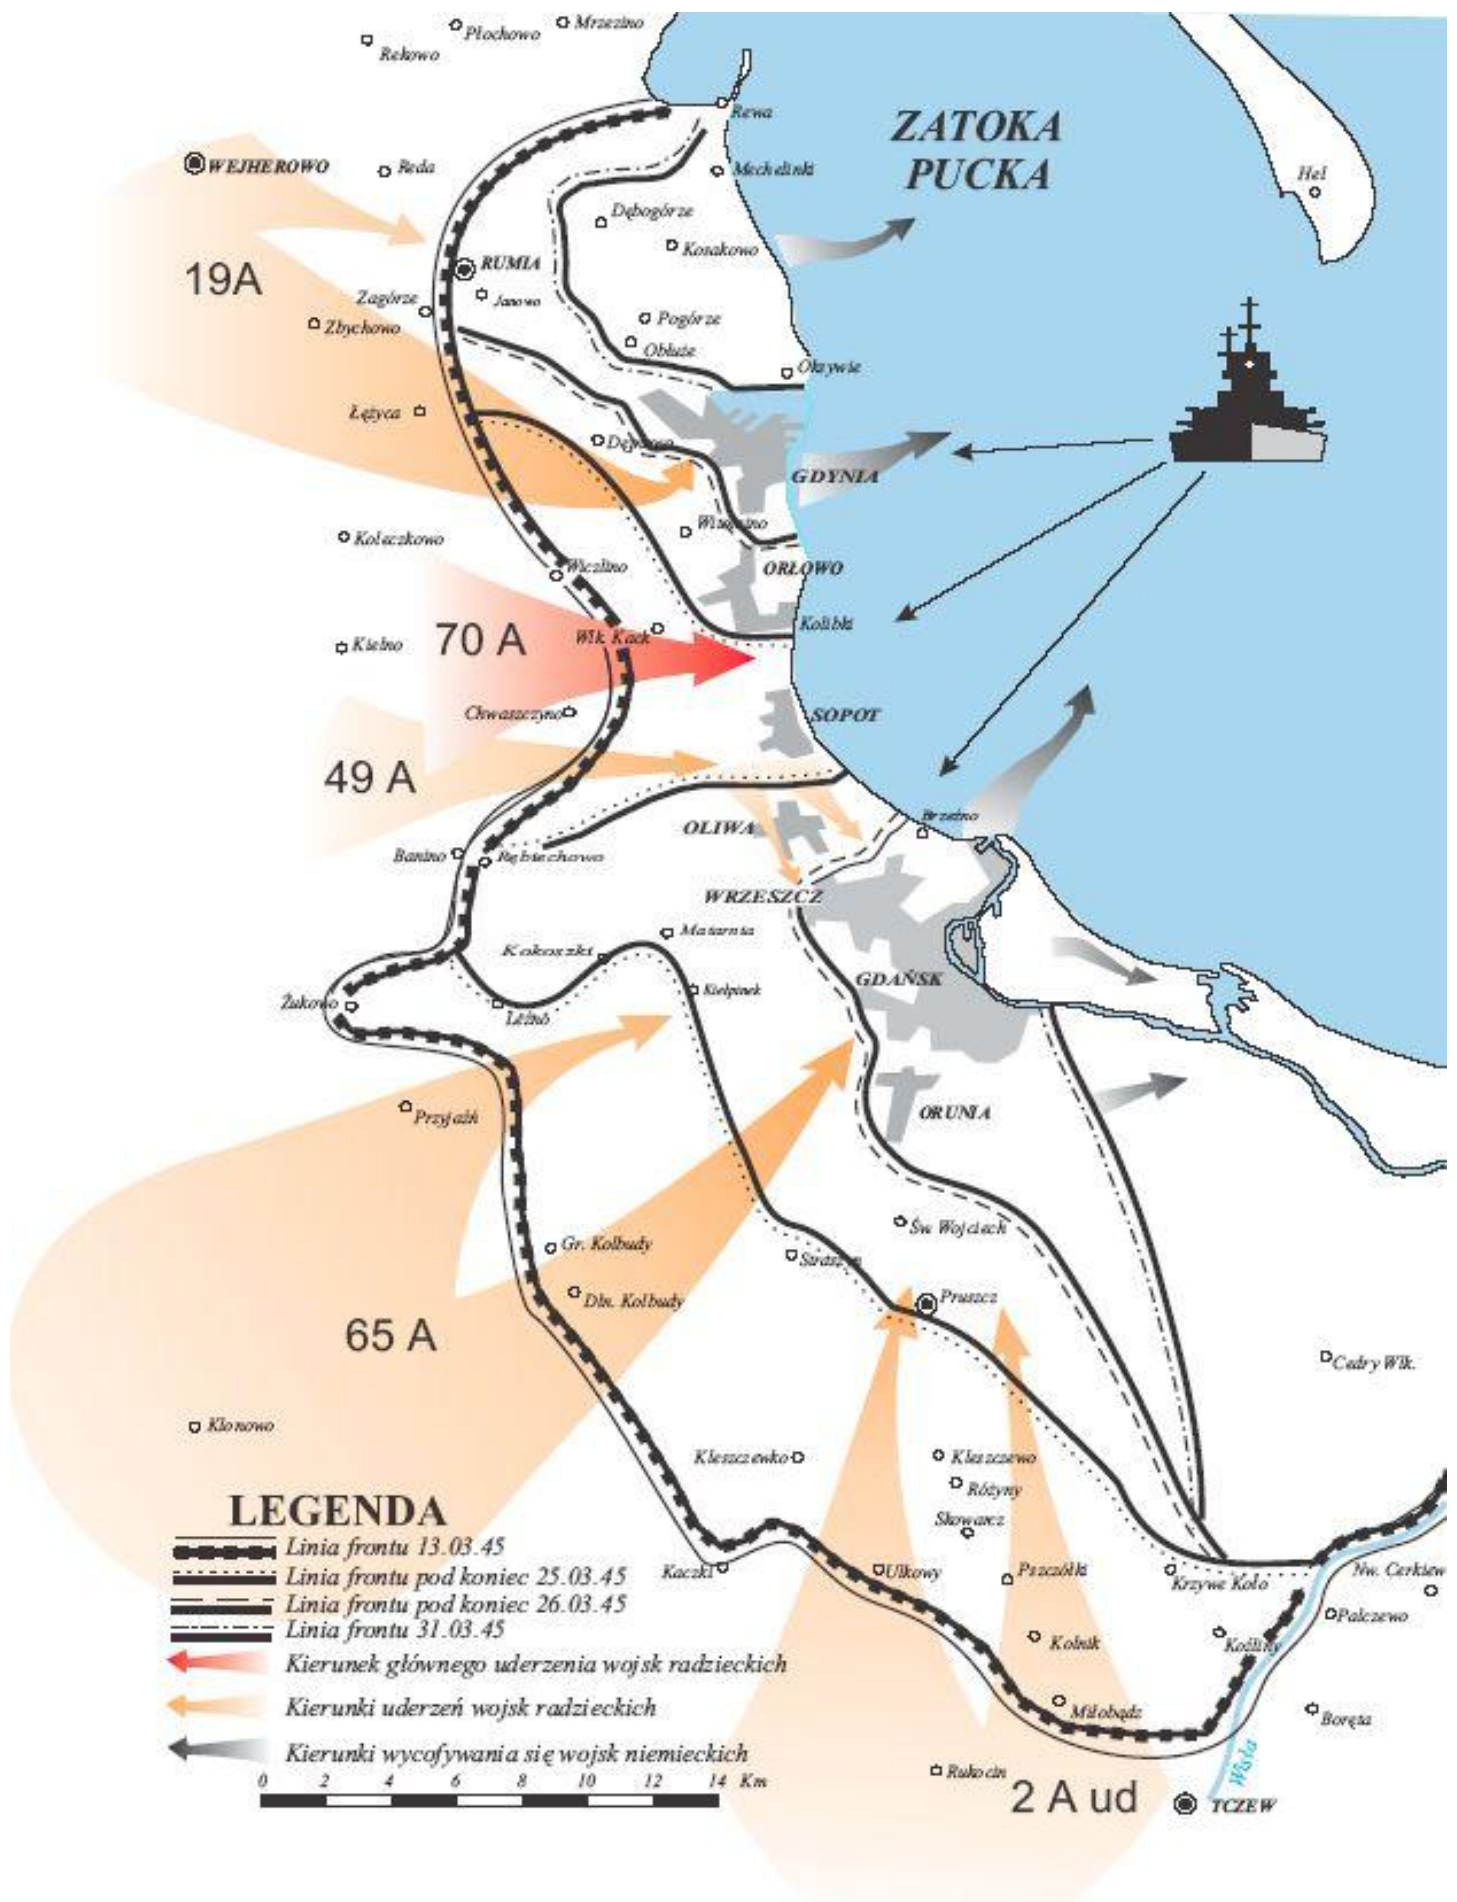 Mrzezino
Płochowo
Rekowo
Rewa
ZATOKA
PUCKA
WEJHEROWO
Reda
Mechelinki
Hel
Dębogórze
Kosakowo
19A
RUMIA
Janowo
Zagórze
Zbychowo
Pogórze
Obłuże
Oksywie
Łężyca
GDYNIA
Koleczkowo
Wiczlino
ORŁOWO
Kolibki
70 A
Wlk. Kack
Kielno
Chwaszczyno
SOPOT
49 A
OLIWA
Brzeźno
Banino
Rębiechowo
WRZESZCZ
Matarnia
Kokoszki
GDAŃSK
Kiełpinek
Żukowo
Przyjaźń
ORUNIA
Św. Wojciech
Gr. Kolbudy
Straszyn
Dln. Kolbudy
Pruszcz
65 A
Cedry Wlk.
Klonowo
Kleszczewko
Kleszczewo
Różyny
Skowarcz
LEGENDA
Linia frontu 13.03.45
Linia frontu pod koniec 25.03.45
Linia frontu pod koniec 26.03.45
Linia frontu 31.03.45
Kierunek głównego uderzenia wojsk radzieckich
Kierunki uderzeń wojsk radzieckich
Kierunki wycofywania się wojsk niemieckich
0 2 4 6 8 10 12 14 Km
Kaczki
Ulkowy
Pszczółki
Krzywe Koło
Nw. Cerkiew
Palczewo
Kolnik
Koźliny
Miłobądz
Boręta
Rukocin
Wisła
2 A ud
TCZEW